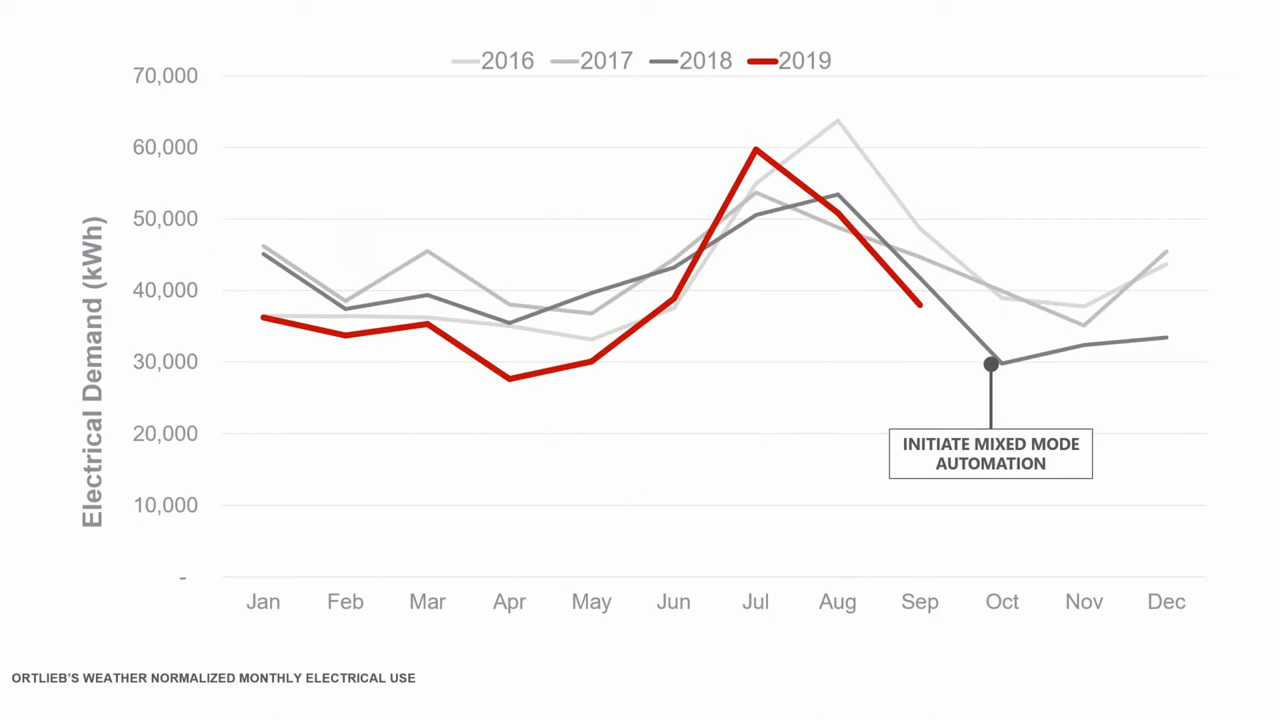 2016 2017 2018 2019
70,000
60,000
50,000
40,000
30,000
20,000
10,000
-
Electrical Demand (kWh)
INITIATE MIXED MODE
AUTOMATION
Jan Feb Mar Apr May Jun Jul Aug Sep Oct Nov Dec
ORTLIEB'S WEATHER NORMALIZED MONTHLY ELECTRICAL USE